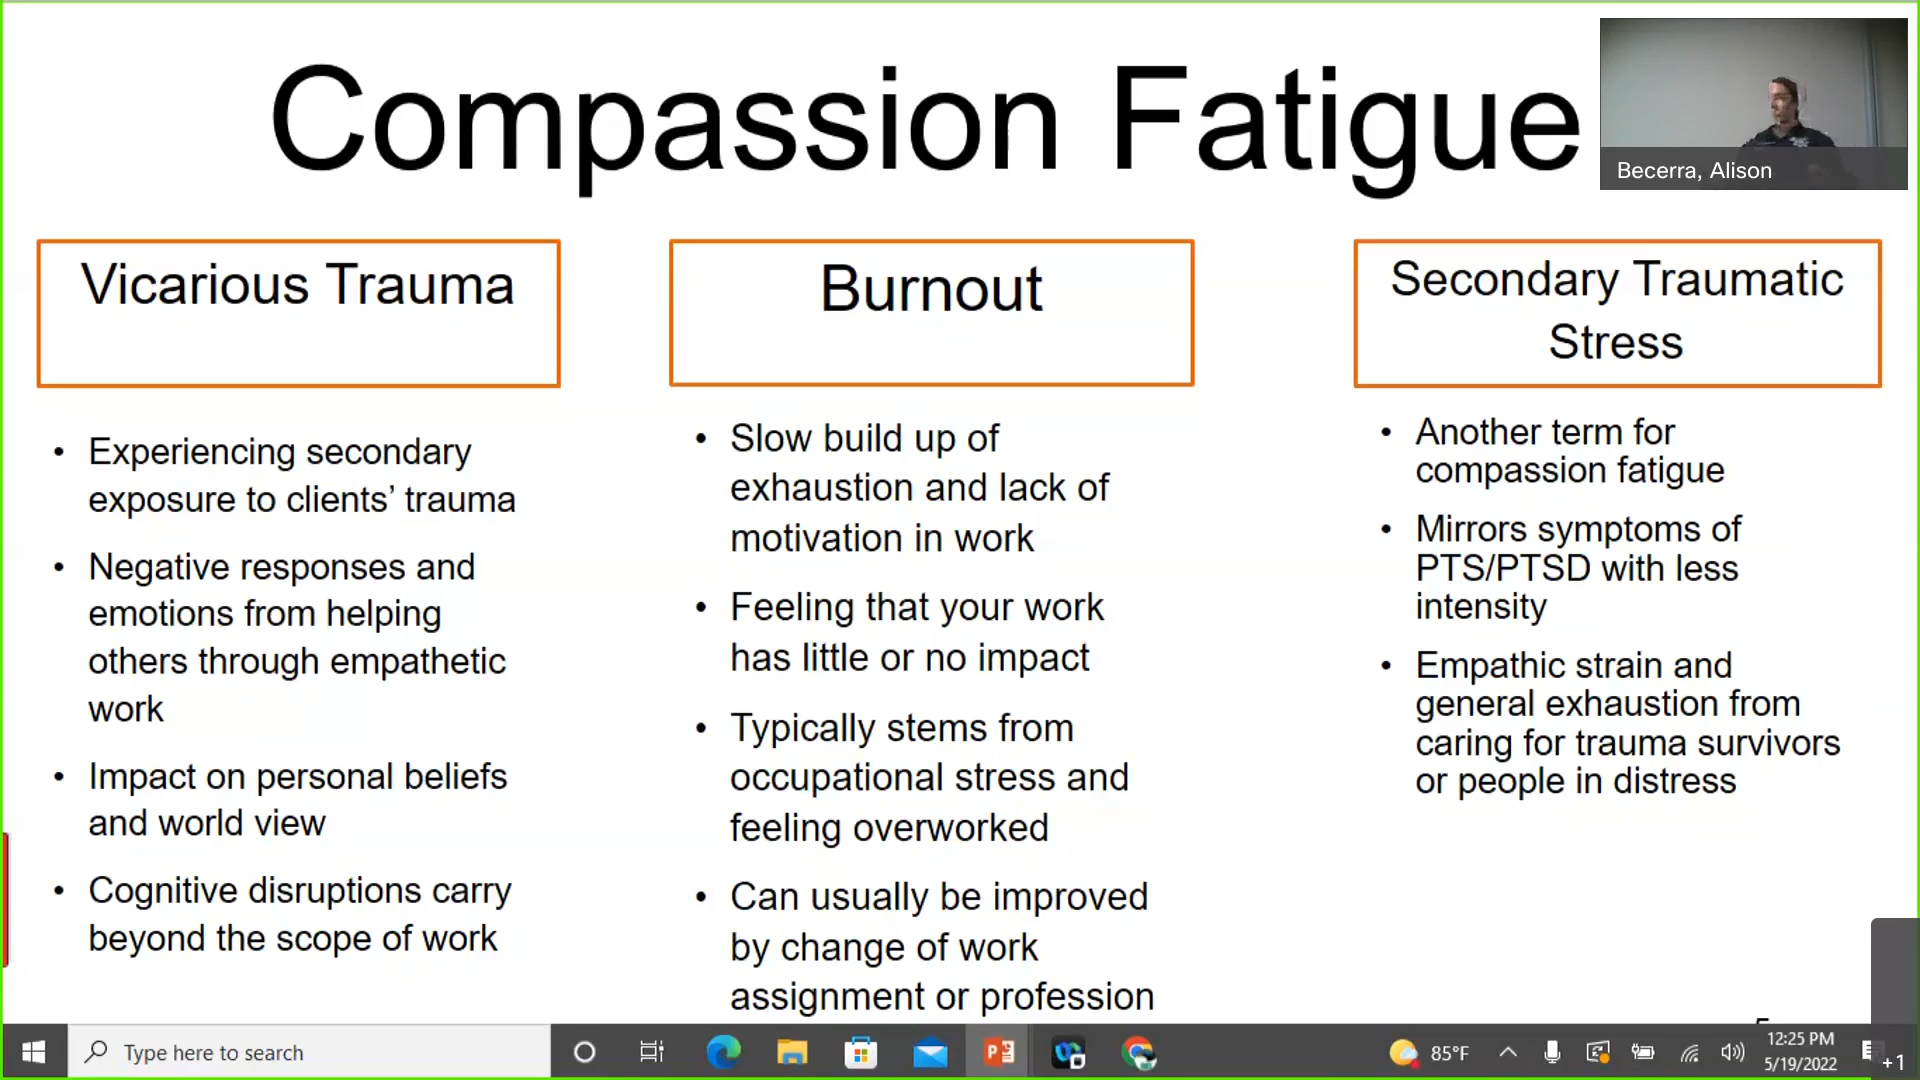 Compassion Fatigue
Becerra, Alison
Vicarious Trauma
• Experiencing secondary
exposure to clients’ trauma
• Negative responses and
emotions from helping
others through empathetic
work
• Impact on personal beliefs
and world view
• Cognitive disruptions carry
beyond the scope of work
Burnout
• Slow build up of
exhaustion and lack of
motivation in work
• Feeling that your work
has little or no impact
• Typically stems from
occupational stress and
feeling overworked
• Can usually be improved
by change of work
assignment or profession
Secondary Traumatic
Stress
• Another term for
compassion fatigue
• Mirrors symptoms of
PTS/PTSD with less
intensity
• Empathic strain and
general exhaustion from
caring for trauma survivors
or people in distress
Type here to search
85°F
12:25 PM
5/19/2022
+1